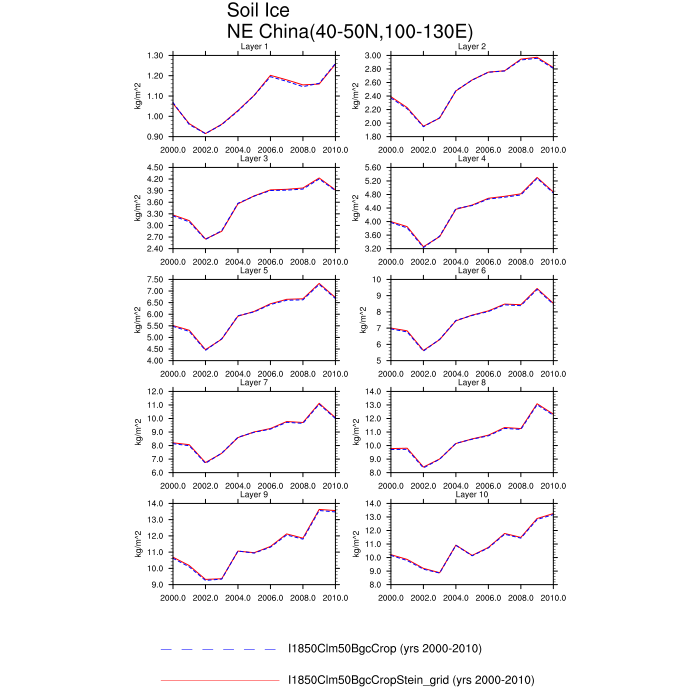 Soil Ice
NE China(40-50N,100-130E)
Layer 1
1.30
1.20
1.10
1.00
0.90
kg/m^2
2000.0 2002.0 2004.0 2006.0 2008.0 2010.0
Layer 2
3.00
2.80
2.60
2.40
2.20
2.00
1.80
kg/m^2
2000.0 2002.0 2004.0 2006.0 2008.0 2010.0
Layer 3
4.50
4.20
3.90
3.60
3.30
3.00
2.70
2.40
kg/m^2
2000.0 2002.0 2004.0 2006.0 2008.0 2010.0
Layer 4
5.60
5.20
4.80
4.40
4.00
3.60
3.20
kg/m^2
2000.0 2002.0 2004.0 2006.0 2008.0 2010.0
Layer 5
7.50
7.00
6.50
6.00
5.50
5.00
4.50
4.00
kg/m^2
2000.0 2002.0 2004.0 2006.0 2008.0 2010.0
Layer 6
10
9
8
7
6
5
kg/m^2
2000.0 2002.0 2004.0 2006.0 2008.0 2010.0
Layer 7
12.0
11.0
10.0
9.0
8.0
7.0
6.0
kg/m^2
2000.0 2002.0 2004.0 2006.0 2008.0 2010.0
Layer 8
14.0
13.0
12.0
11.0
10.0
9.0
8.0
kg/m^2
2000.0 2002.0 2004.0 2006.0 2008.0 2010.0
Layer 9
14.0
13.0
12.0
11.0
10.0
9.0
kg/m^2
2000.0 2002.0 2004.0 2006.0 2008.0 2010.0
Layer 10
14.0
13.0
12.0
11.0
10.0
9.0
8.0
kg/m^2
2000.0 2002.0 2004.0 2006.0 2008.0 2010.0
I1850Clm50BgcCrop (yrs 2000-2010)
I1850Clm50BgcCropStein_grid (yrs 2000-2010)